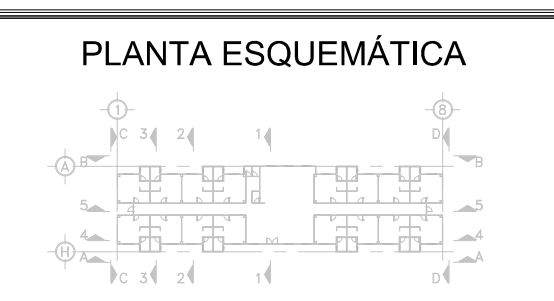 PLANTA ESQUEMÁTICA
1 8
C 3 2 1 D
B B
A
5 5
4 4
H
A A
C 3 2 1 D